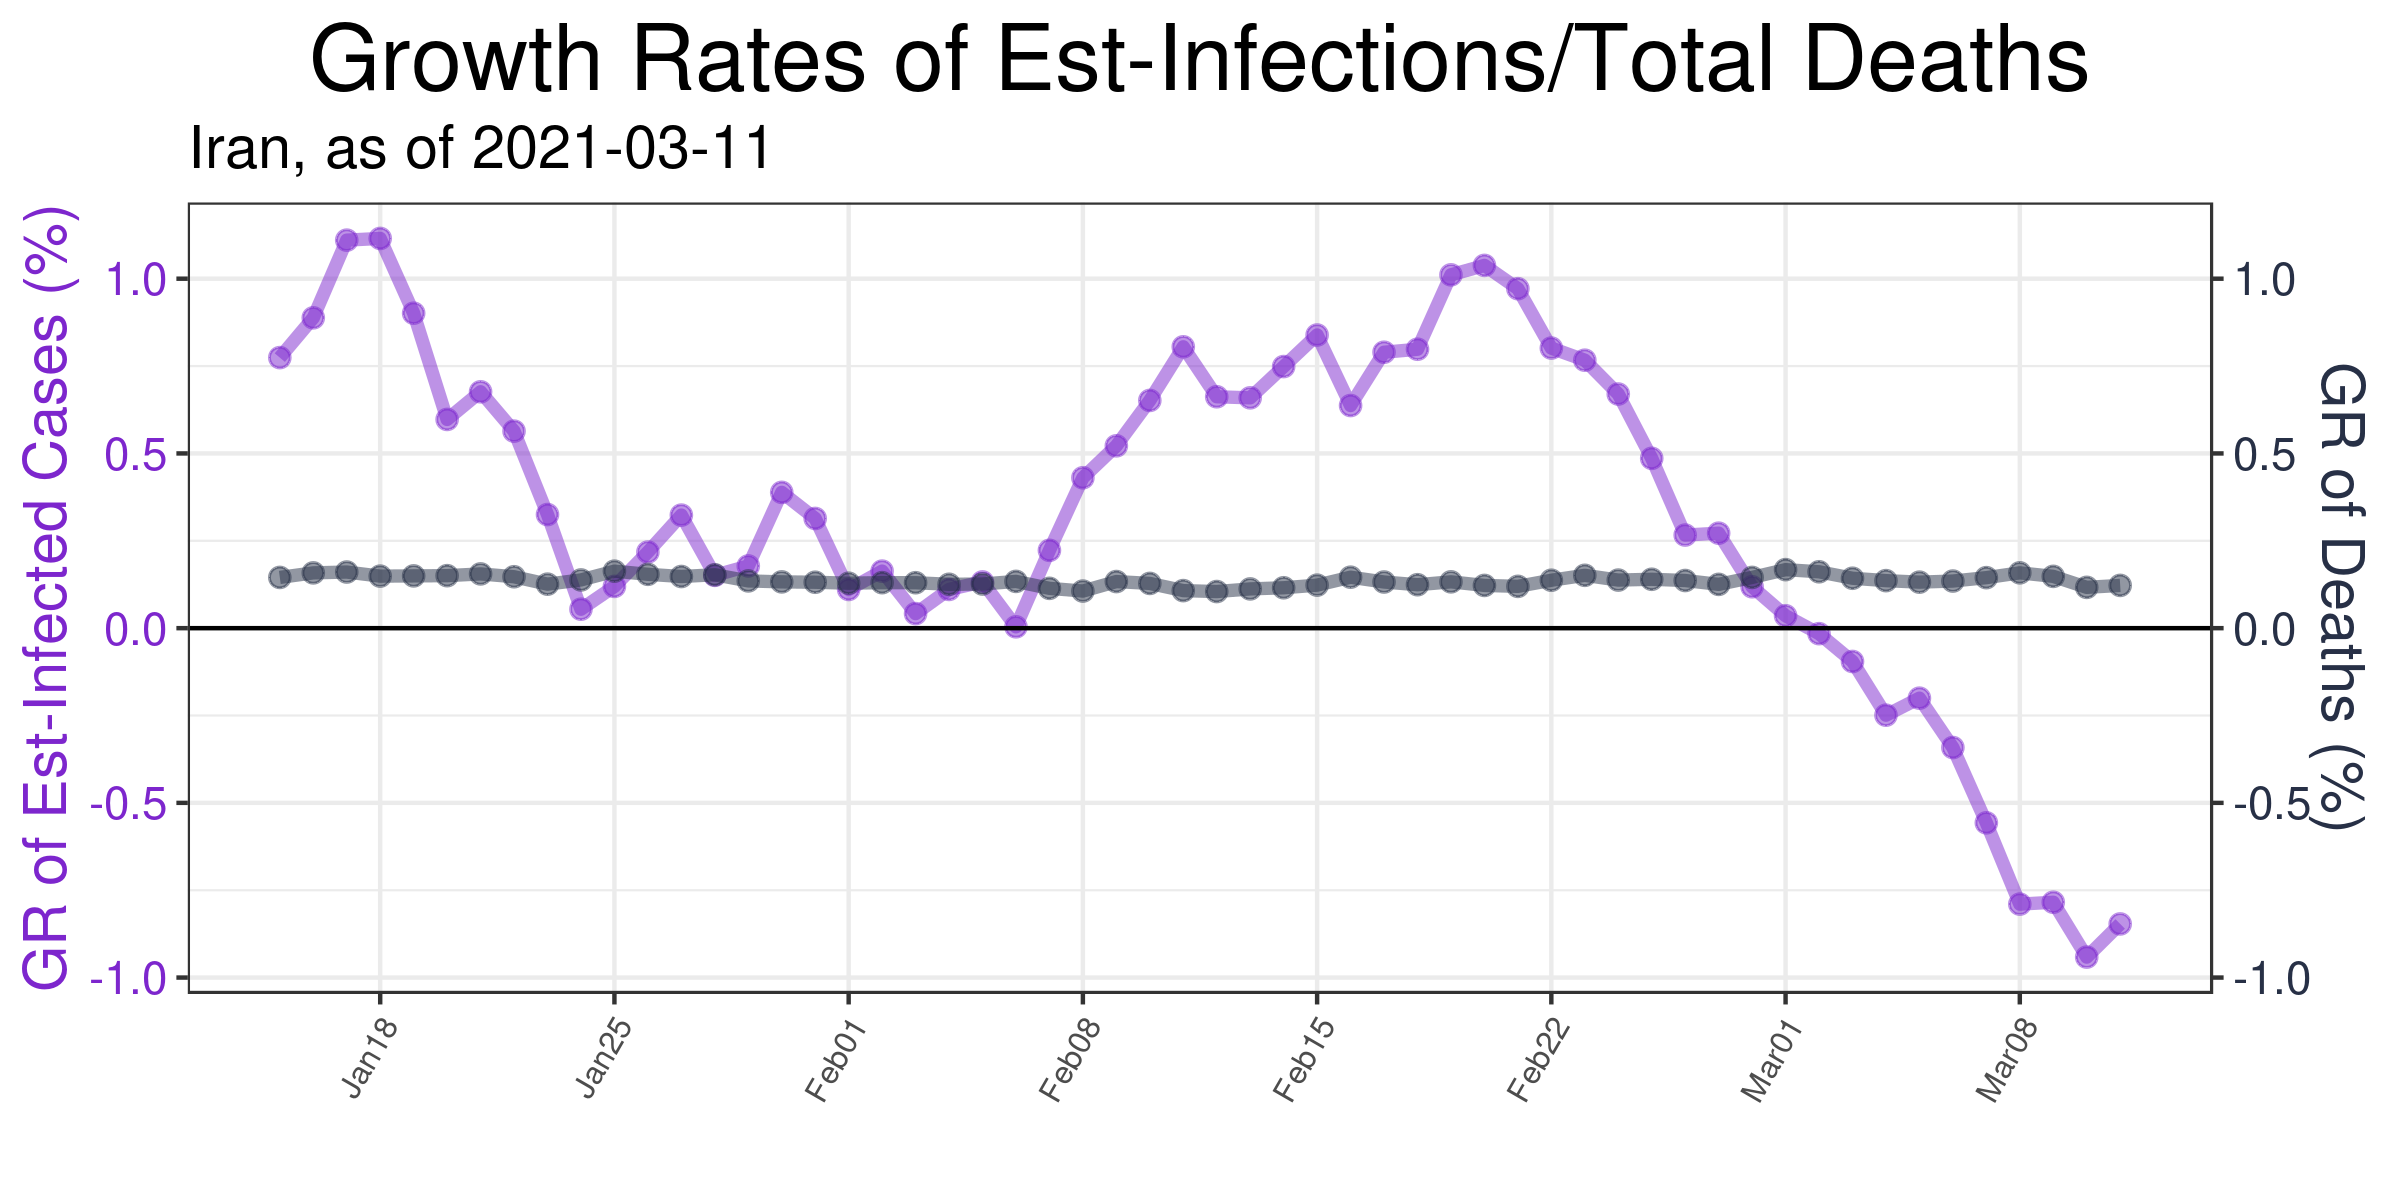 Growth Rates of Est-Infections/Total Deaths
Iran, as of 2021-03-11
GR of Est-Infected Cases (%)
1.0
0.5
0.0
-0.5
-1.0
1.0
0.5
0.0
-0.5
-1.0
GR of Deaths (%)
Jan18
Jan25
Feb01
Feb08
Feb15
Feb22
Mar01
Mar08